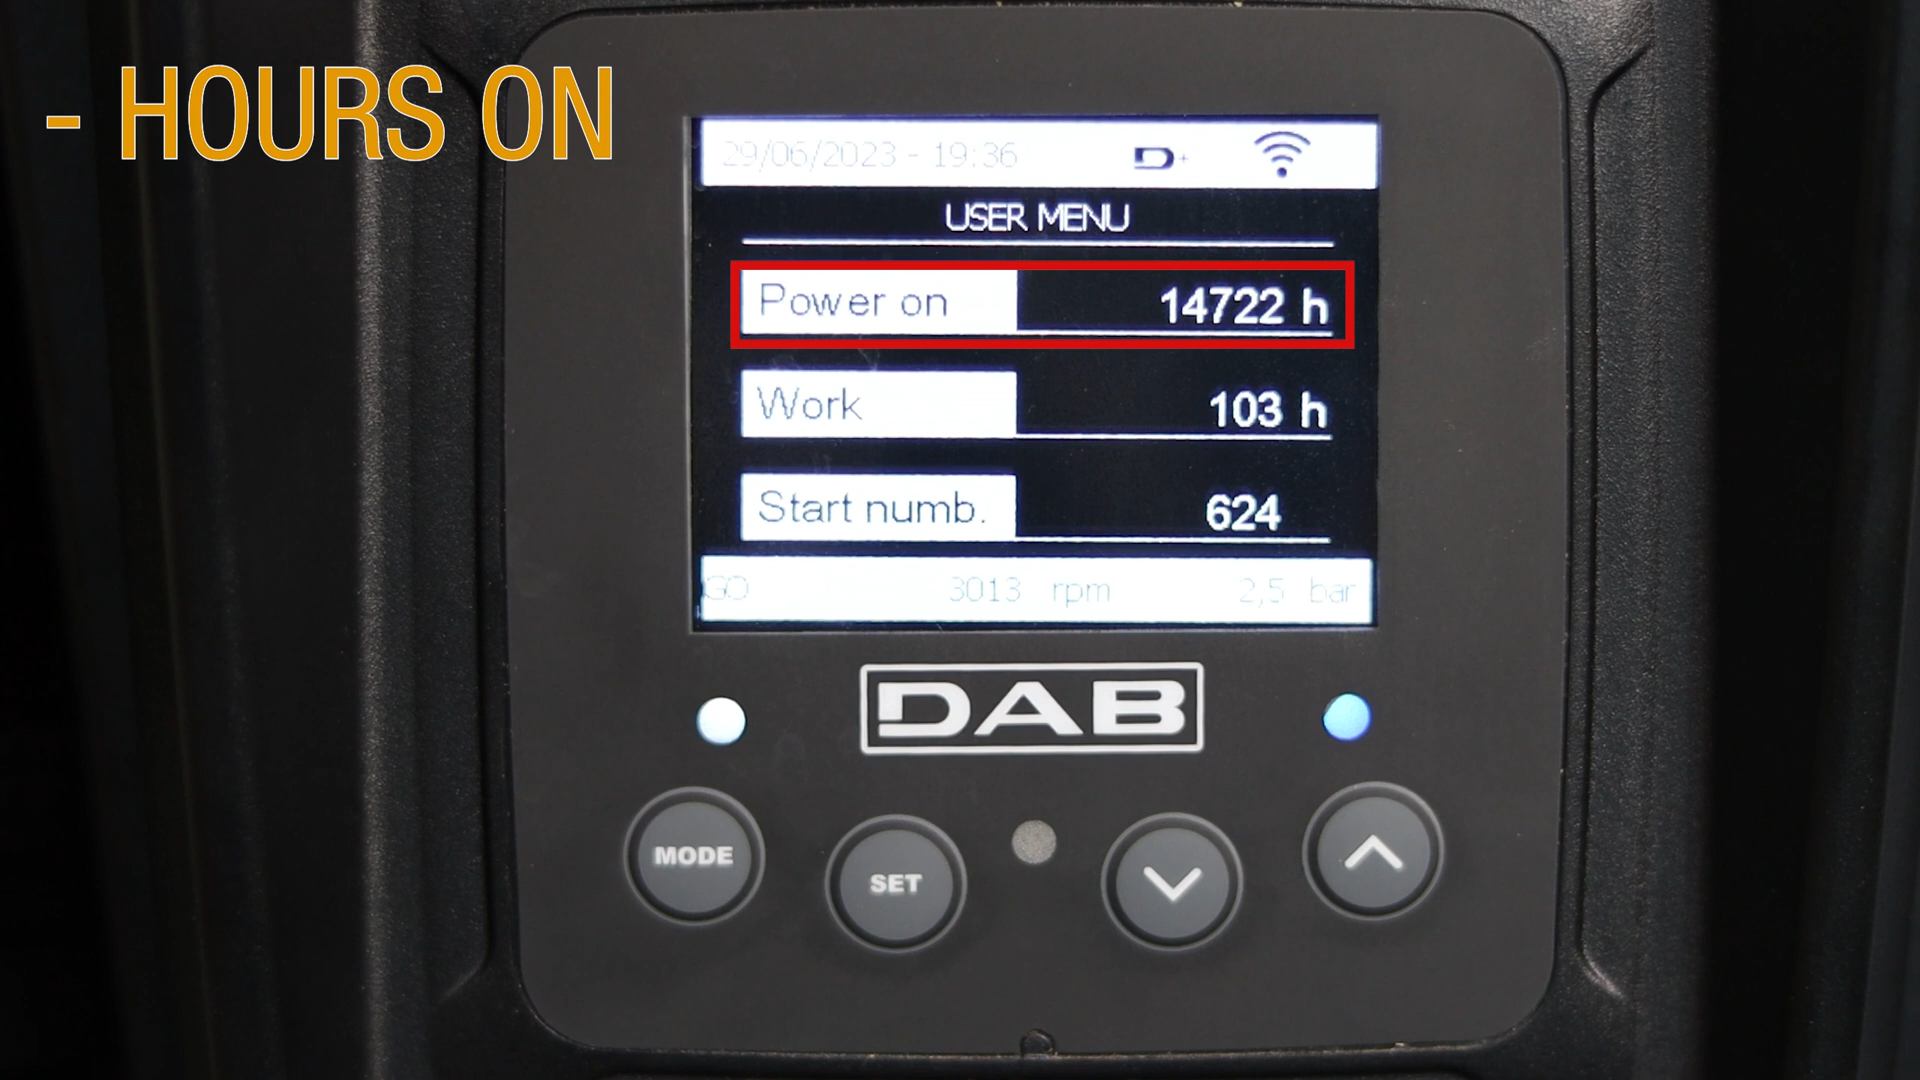 - HOURS ON
29/06/2023 - 19:36 D+
USER MENU
Power on 14722 h
Work 103 h
Start numb. 624
GO 3013 rpm 2,5 bar
DAB
MODE
SET